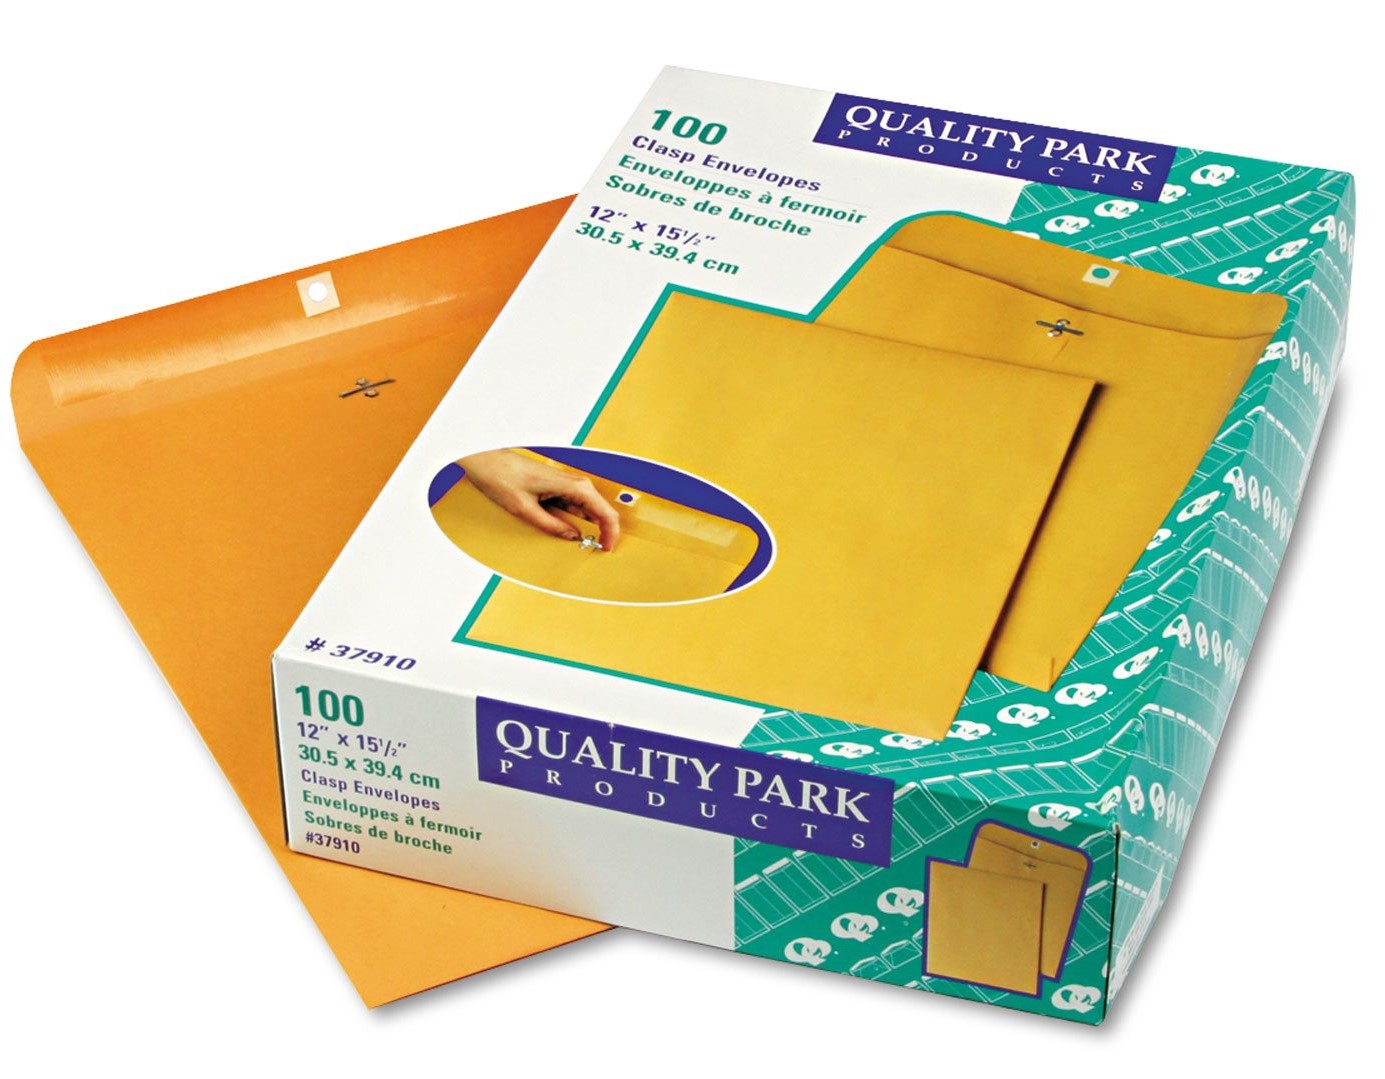 100
Clasp Envelopes
Enveloppes à fermoir
Sobres de broche
12" x 15½"
30.5 x 39.4 cm
QUALITY PARK
PRODUCTS
# 37910
100
12" x 15½"
30.5 x 39.4 cm
Clasp Envelopes
Enveloppes à fermoir
Sobres de broche
#37910
QUALITY PARK
PRODUCTS